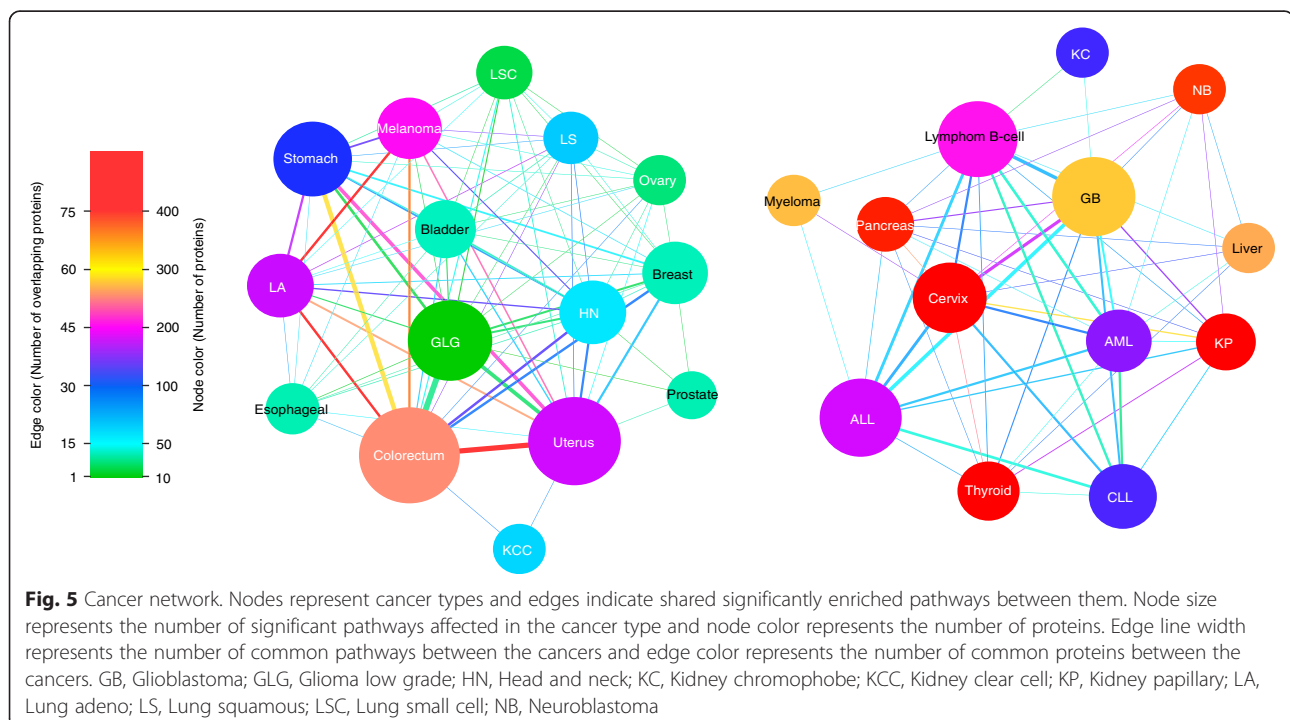 Edge color (Number of overlapping proteins)
75
60
45
30
15
1
400
300
200
100
50
10
Node color (Number of proteins)
LSC
Melanoma
LS
Stomach
Ovary
Bladder
Breast
LA
HN
GLG
Esophageal
Prostate
Colorectum
Uterus
KCC
KC
NB
Lymphom B-cell
Myeloma
GB
Pancreas
Liver
Cervix
AML
KP
ALL
Thyroid
CLL
Fig. 5 Cancer network. Nodes represent cancer types and edges indicate shared significantly enriched pathways between them. Node size
represents the number of significant pathways affected in the cancer type and node color represents the number of proteins. Edge line width
represents the number of common pathways between the cancers and edge color represents the number of common proteins between the
cancers. GB, Glioblastoma; GLG, Glioma low grade; HN, Head and neck; KC, Kidney chromophobe; KCC, Kidney clear cell; KP, Kidney papillary; LA,
Lung adeno; LS, Lung squamous; LSC, Lung small cell; NB, Neuroblastoma